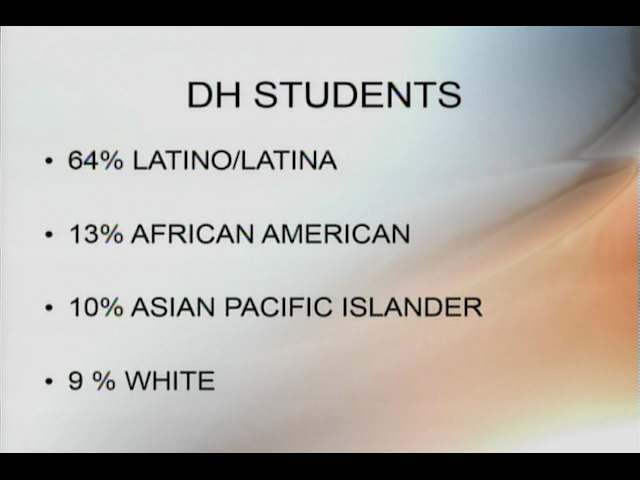 DH STUDENTS
• 64% LATINO/LATINA
• 13% AFRICAN AMERICAN
• 10% ASIAN PACIFIC ISLANDER
• 9 % WHITE